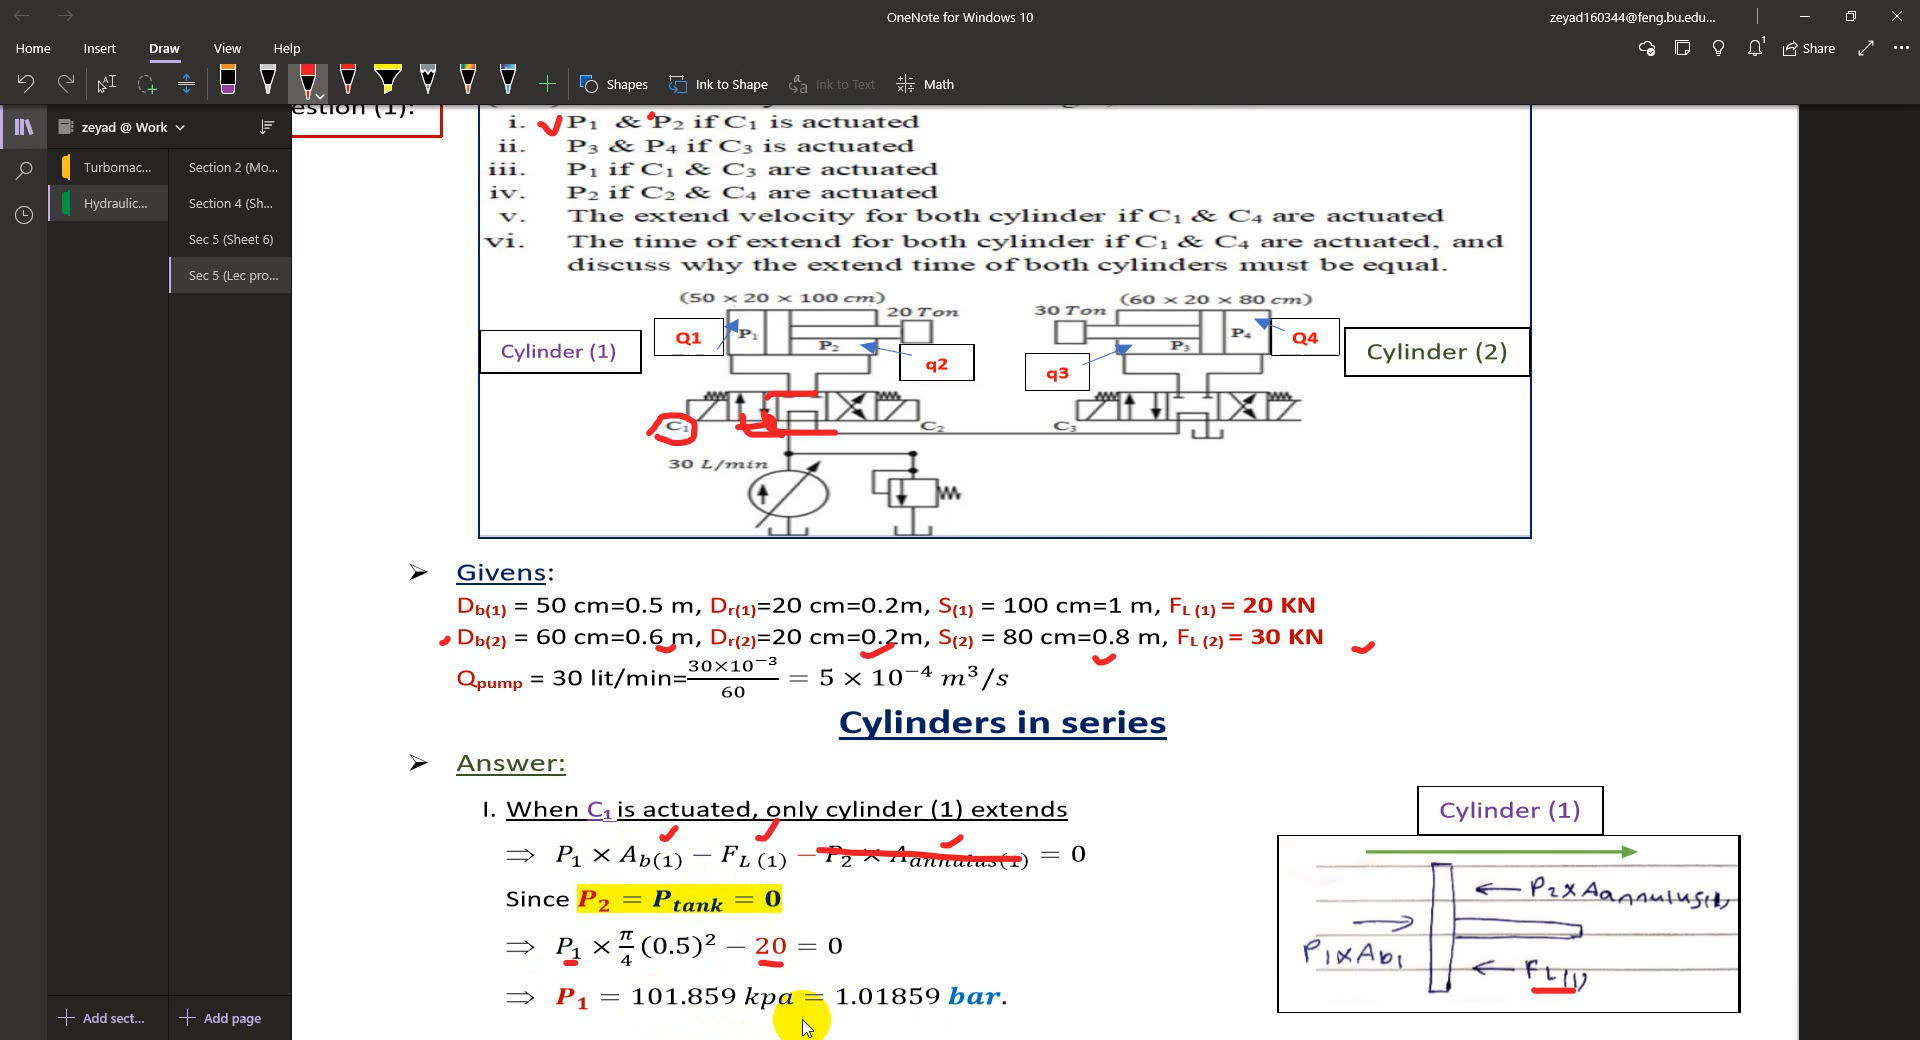 OneNote for Windows 10
zeyad160344@feng.bu.edu...
Home Insert Draw View Help
Share
Shapes Ink to Shape Ink to Text Math
zeyad @ Work
Turbomac...
Hydraulic...
Section 2 (Mo...
Section 4 (Sh...
Sec 5 (Sheet 6)
Sec 5 (Lec pro...
Add sect...
Add page
estion (1):
i. P₁ & P₂ if C₁ is actuated
ii. P₃ & P₄ if C₃ is actuated
iii. P₁ if C₁ & C₃ are actuated
iv. P₂ if C₂ & C₄ are actuated
v. The extend velocity for both cylinder if C₁ & C₄ are actuated
vi. The time of extend for both cylinder if C₁ & C₄ are actuated, and
discuss why the extend time of both cylinders must be equal.
(50 × 20 × 100 cm)
20 Ton
30 Ton
(60 × 20 × 80 cm)
Cylinder (1)
Q1
P₁
P₂
q2
q3
P₃
P₄
Q4
Cylinder (2)
C₁
C₂
C₃
30 L/min
Givens:
Db(1) = 50 cm=0.5 m, Dr(1)=20 cm=0.2m, S(1) = 100 cm=1 m, FL (1) = 20 KN
Db(2) = 60 cm=0.6 m, Dr(2)=20 cm=0.2m, S(2) = 80 cm=0.8 m, FL (2) = 30 KN
Qpump = 30 lit/min=30×10⁻³/60 = 5 × 10⁻⁴ m³/s
Cylinders in series
Answer:
I. When C₁ is actuated, only cylinder (1) extends
⇒ P₁ × Ab(1) − FL (1) − P₂ × Aannulus(1) = 0
Since P₂ = Ptank = 0
⇒ P₁ × π/4 (0.5)² − 20 = 0
⇒ P₁ = 101.859 kpa = 1.01859 bar.
Cylinder (1)
P₂×Aannulus(1)
P₁×Ab₁
FL(1)